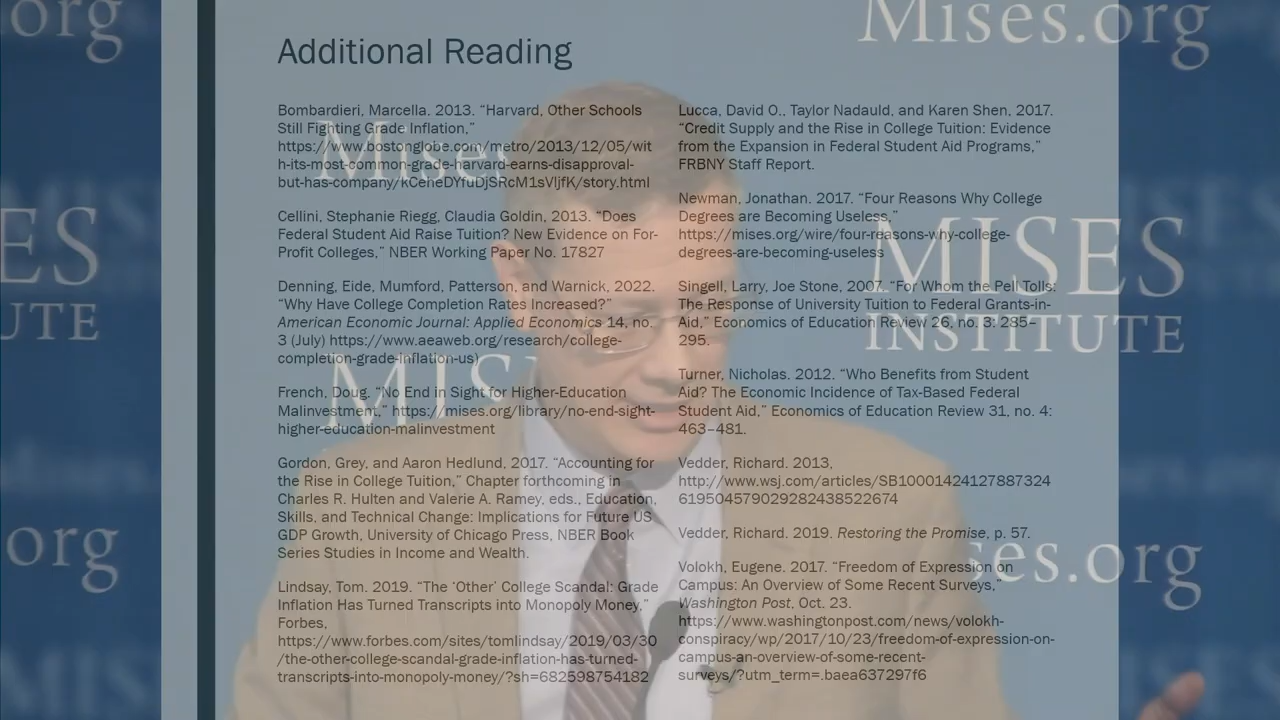 .org
Mises.org
Additional Reading
Bombardieri, Marcella. 2013. “Harvard, Other Schools
Still Fighting Grade Inflation,”
https://www.bostonglobe.com/metro/2013/12/05/wit
h-its-most-common-grade-harvard-earns-disapproval-
but-has-company/kCeneDYfuDjSRcM1sVljfK/story.html
Cellini, Stephanie Riegg, Claudia Goldin, 2013. “Does
Federal Student Aid Raise Tuition? New Evidence on For-
Profit Colleges,” NBER Working Paper No. 17827
Denning, Eide, Mumford, Patterson, and Warnick, 2022.
“Why Have College Completion Rates Increased?”
American Economic Journal: Applied Economics 14, no.
3 (July) https://www.aeaweb.org/research/college-
completion-grade-inflation-us)
French, Doug. “No End in Sight for Higher-Education
Malinvestment,” https://mises.org/library/no-end-sight-
higher-education-malinvestment
Gordon, Grey, and Aaron Hedlund, 2017. “Accounting for
the Rise in College Tuition,” Chapter forthcoming in
Charles R. Hulten and Valerie A. Ramey, eds., Education,
Skills, and Technical Change: Implications for Future US
GDP Growth, University of Chicago Press, NBER Book
Series Studies in Income and Wealth.
Lindsay, Tom. 2019. “The ‘Other’ College Scandal: Grade
Inflation Has Turned Transcripts into Monopoly Money,”
Forbes,
https://www.forbes.com/sites/tomlindsay/2019/03/30
/the-other-college-scandal-grade-inflation-has-turned-
transcripts-into-monopoly-money/?sh=682598754182
Lucca, David O., Taylor Nadauld, and Karen Shen, 2017.
“Credit Supply and the Rise in College Tuition: Evidence
from the Expansion in Federal Student Aid Programs,”
FRBNY Staff Report.
Newman, Jonathan. 2017. “Four Reasons Why College
Degrees are Becoming Useless,”
https://mises.org/wire/four-reasons-why-college-
degrees-are-becoming-useless
Singell, Larry, Joe Stone, 2007. “For Whom the Pell Tolls:
The Response of University Tuition to Federal Grants-in-
Aid,” Economics of Education Review 26, no. 3: 285–
295.
Turner, Nicholas. 2012. “Who Benefits from Student
Aid? The Economic Incidence of Tax-Based Federal
Student Aid,” Economics of Education Review 31, no. 4:
463–481.
Vedder, Richard. 2013,
http://www.wsj.com/articles/SB10001424127887324
619504579029282438522674
Vedder, Richard. 2019. Restoring the Promise, p. 57.
Volokh, Eugene. 2017. “Freedom of Expression on
Campus: An Overview of Some Recent Surveys,”
Washington Post, Oct. 23.
https://www.washingtonpost.com/news/volokh-
conspiracy/wp/2017/10/23/freedom-of-expression-on-
campus-an-overview-of-some-recent-
surveys/?utm_term=.baea637297f6
Mises
MIS
ES
UTE
MISES
INSTITUTE
org
ses.org